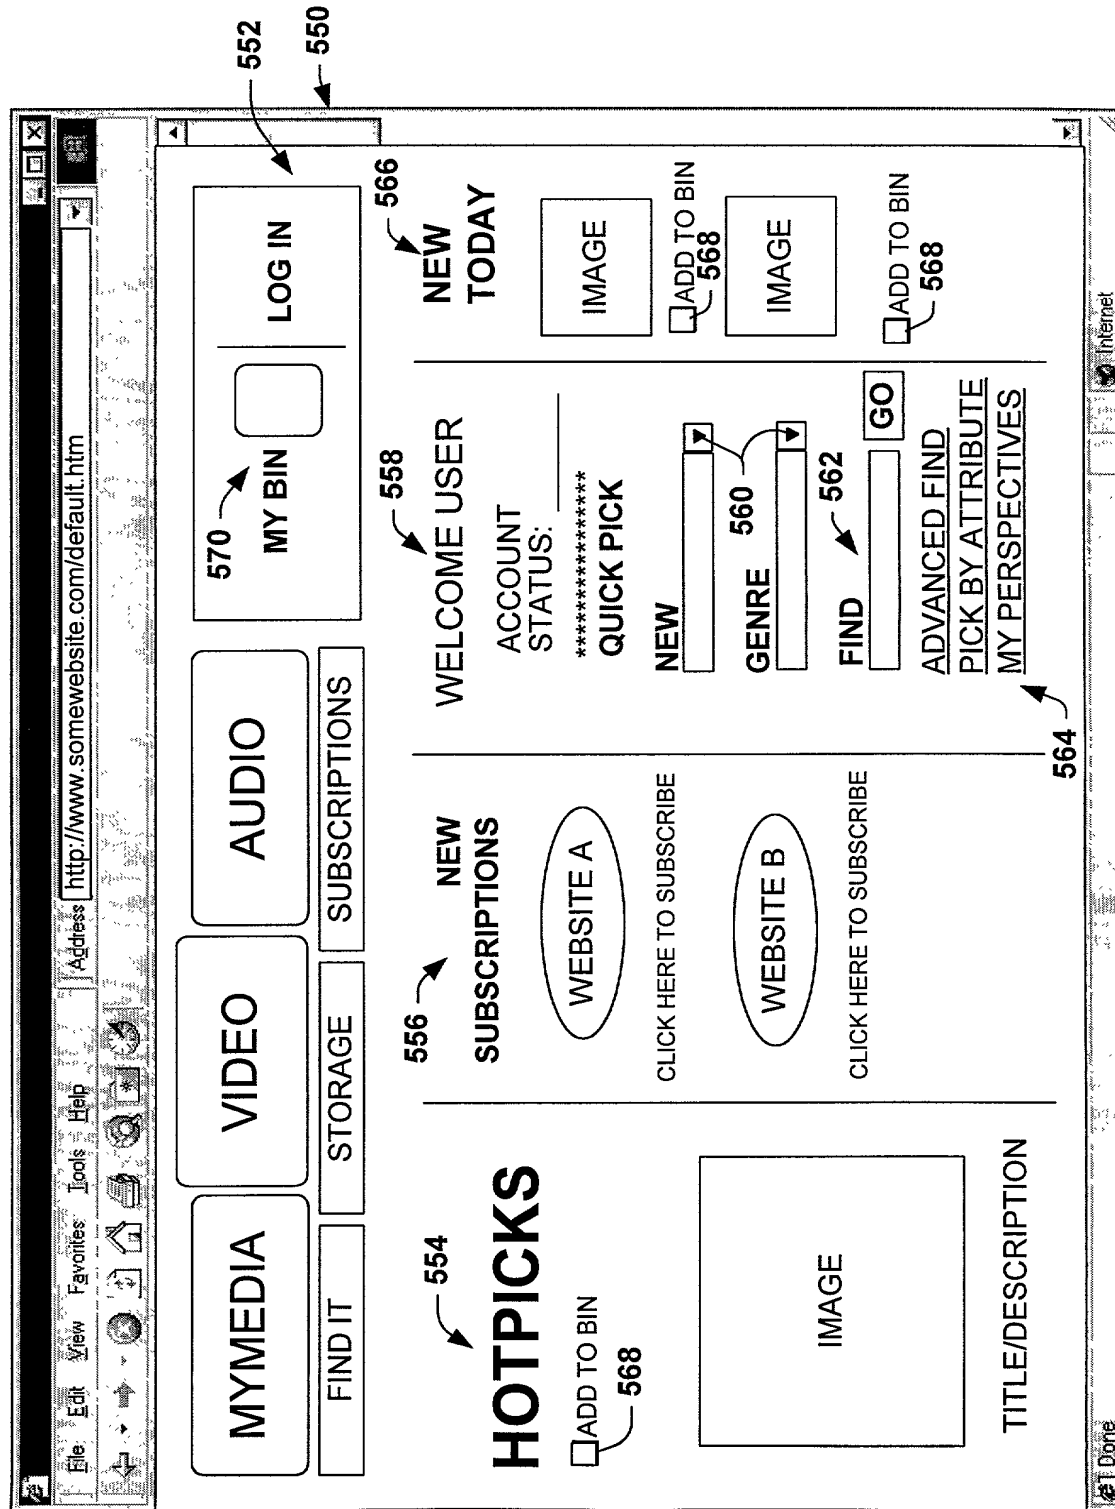 552
550
File Edit View Favorites Tools Help
Address http://www.somewebsite.com/default.htm
MYMEDIA
VIDEO
AUDIO
FIND IT
STORAGE
SUBSCRIPTIONS
570
MY BIN
LOG IN
554
HOTPICKS
ADD TO BIN
568
IMAGE
TITLE/DESCRIPTION
556
NEW
SUBSCRIPTIONS
WEBSITE A
CLICK HERE TO SUBSCRIBE
WEBSITE B
CLICK HERE TO SUBSCRIBE
558
WELCOME USER
ACCOUNT
STATUS:
****************
QUICK PICK
NEW
560
GENRE
562
FIND
GO
ADVANCED FIND
PICK BY ATTRIBUTE
MY PERSPECTIVES
564
566
NEW
TODAY
IMAGE
ADD TO BIN
568
IMAGE
ADD TO BIN
568
Done
Internet